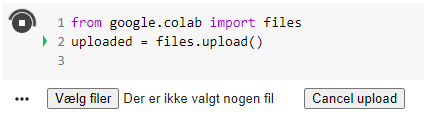 1 from google.colab import files
2 uploaded = files.upload()
3
Vælg filer Der er ikke valgt nogen fil Cancel upload